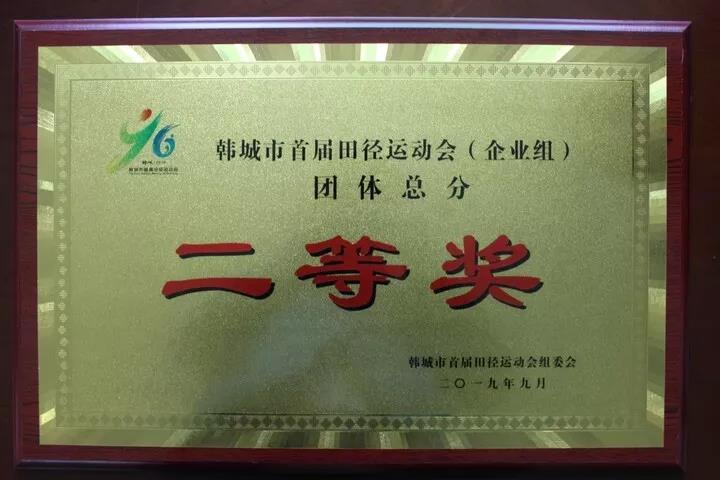 韩城市首届田径运动会（企业组）
团体总分
二等奖
韩城市首届田径运动会组委会
二〇一九年九月